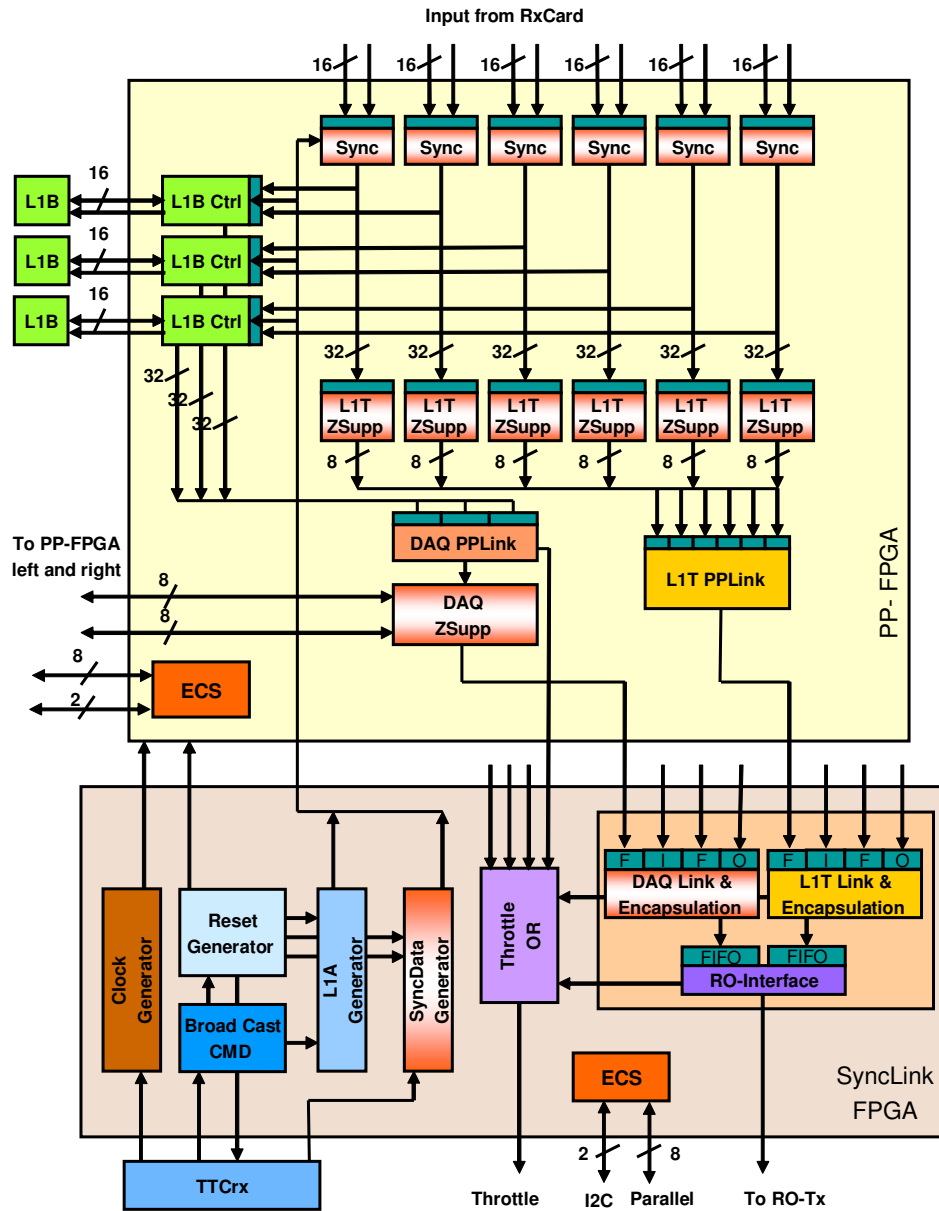 Input from RxCard
16 16 16 16 16 16
Sync Sync Sync Sync Sync Sync
16
L1B L1B Ctrl
16
L1B L1B Ctrl
16
L1B L1B Ctrl
32 32 32 32 32 32
32
32
32
L1T L1T L1T L1T L1T L1T
ZSupp ZSupp ZSupp ZSupp ZSupp ZSupp
8 8 8 8 8 8
To PP-FPGA
left and right
DAQ PPLink
L1T PPLink
PP- FPGA
8
DAQ
ZSupp
8
8
2
ECS
F I F O F I F O
DAQ Link &
Encapsulation
L1T Link &
Encapsulation
FIFO FIFO
RO-Interface
Throttle
OR
Clock
Generator
Reset
Generator
L1A
Generator
SyncData
Generator
Broad Cast
CMD
ECS
SyncLink
FPGA
2 8
TTCrx
Throttle I2C Parallel To RO-Tx